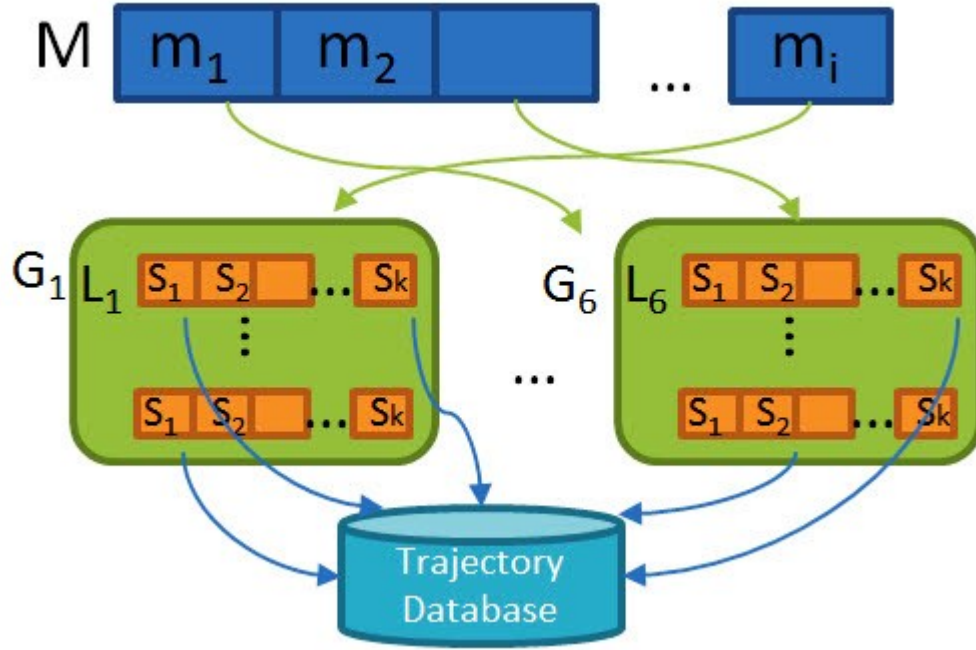 M m₁ m₂ ... mᵢ
G₁ L₁ S₁ S₂ ... Sₖ G₆ L₆ S₁ S₂ ... Sₖ
⋮ ⋮
...
S₁ S₂ ... Sₖ S₁ S₂ ... Sₖ
Trajectory
Database